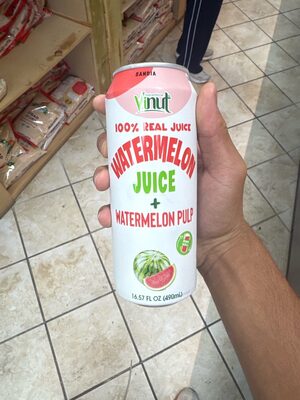 SANDIA
Vinut
100% REAL JUICE
WATERMELON
JUICE
+
WATERMELON PULP
16.57 FL OZ (490mL)